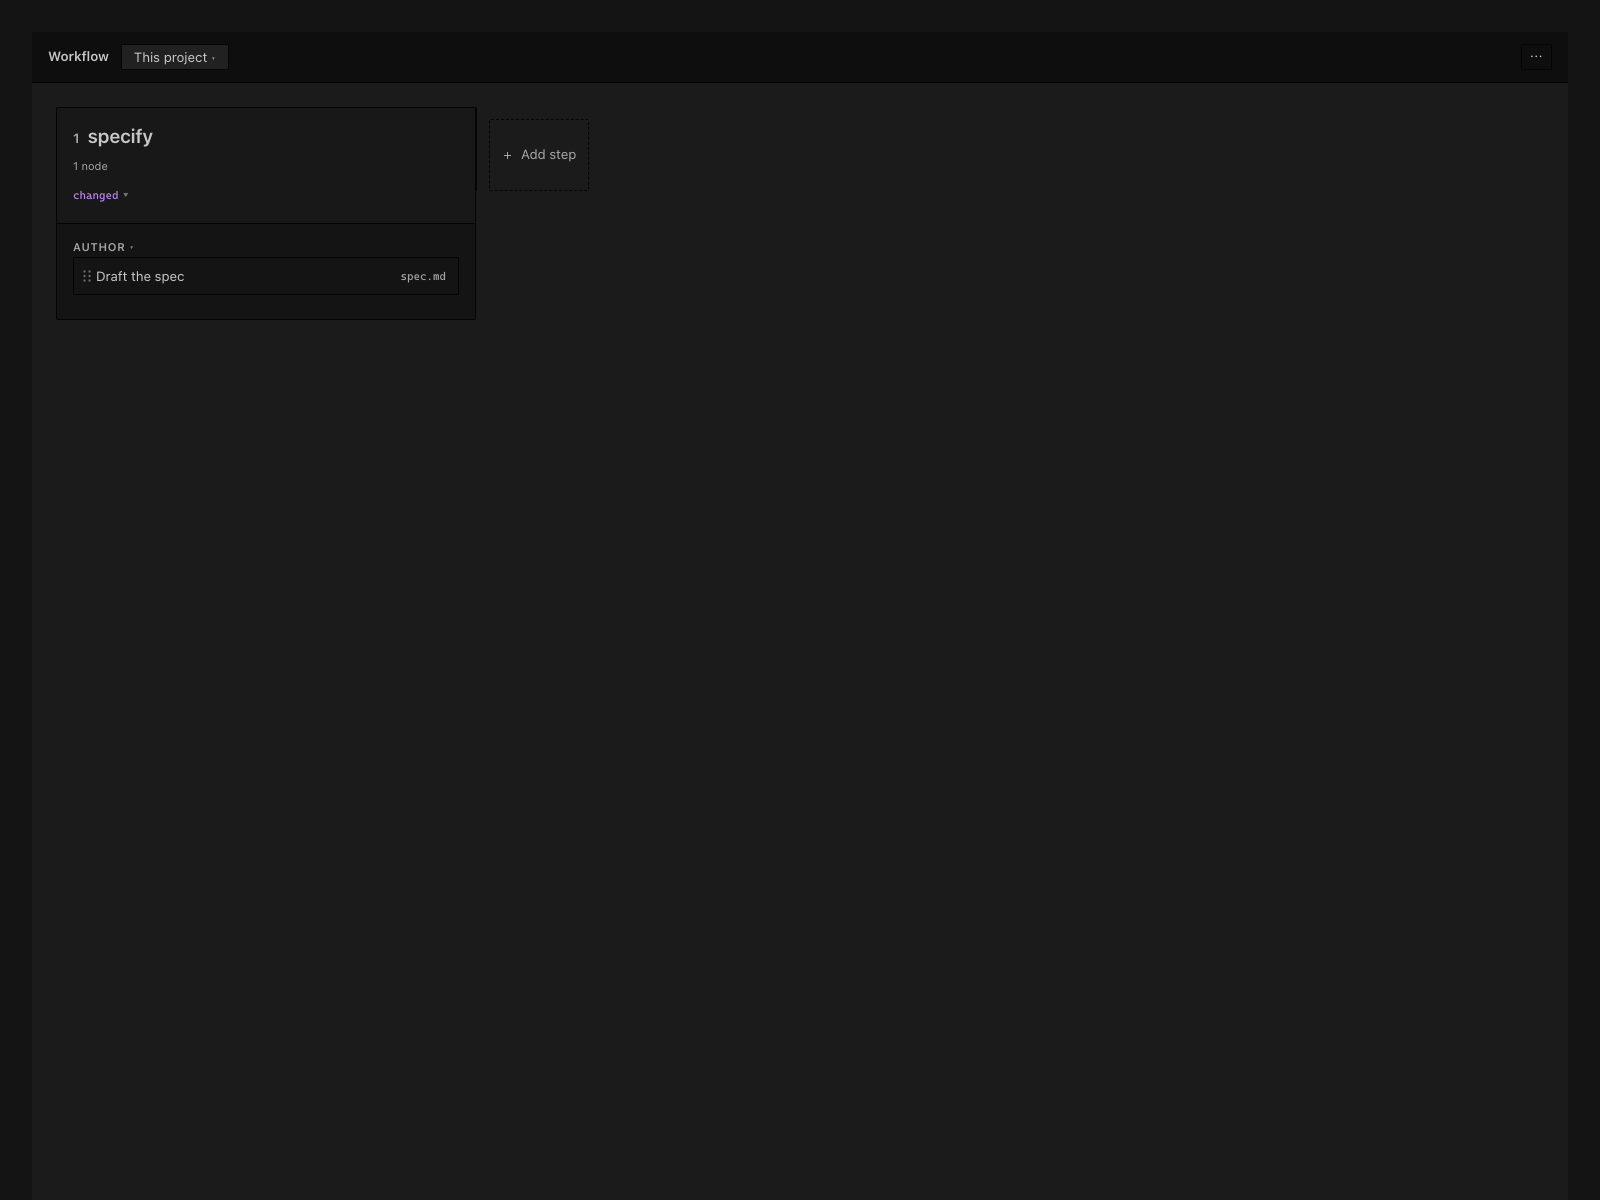 Workflow This project ...
1 specify
+ Add step
1 node
changed
AUTHOR
Draft the spec spec.md